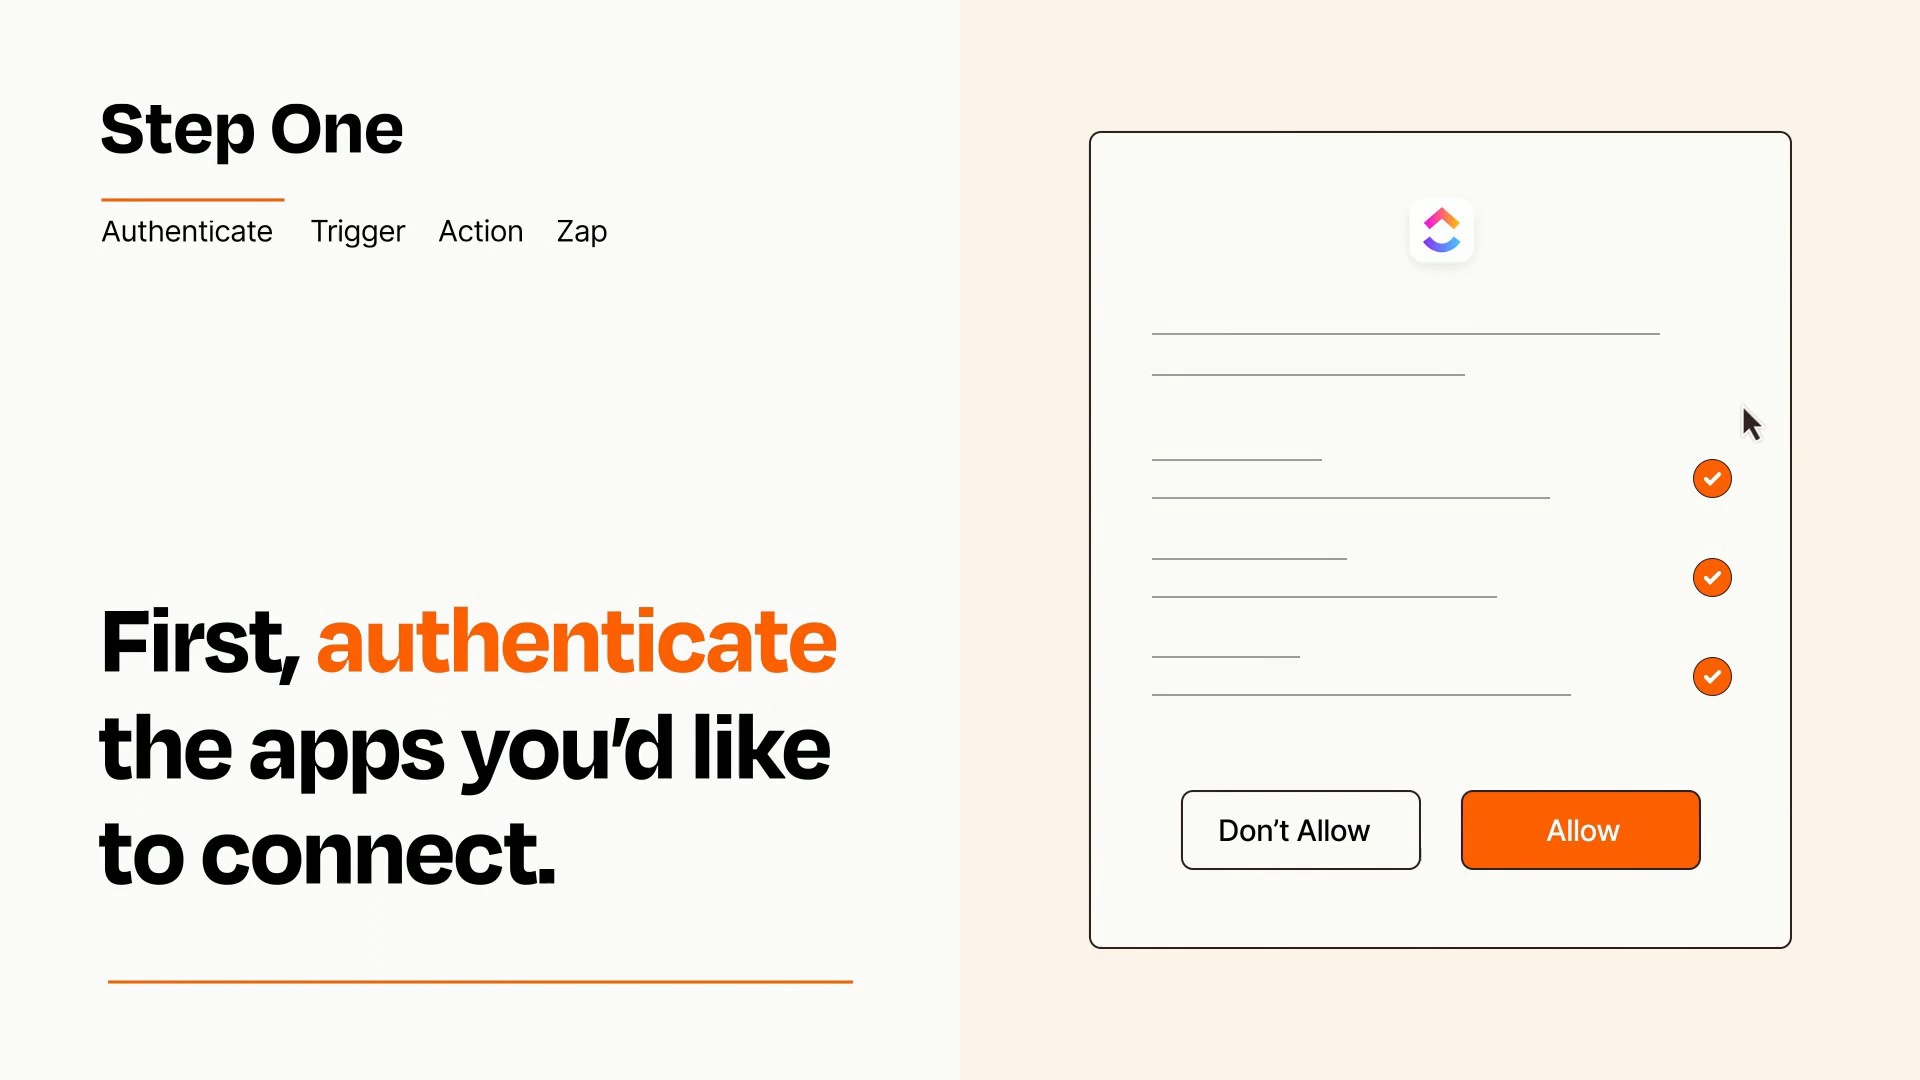 Step One
Authenticate Trigger Action Zap
First, authenticate
the apps you’d like
to connect.
Don’t Allow
Allow